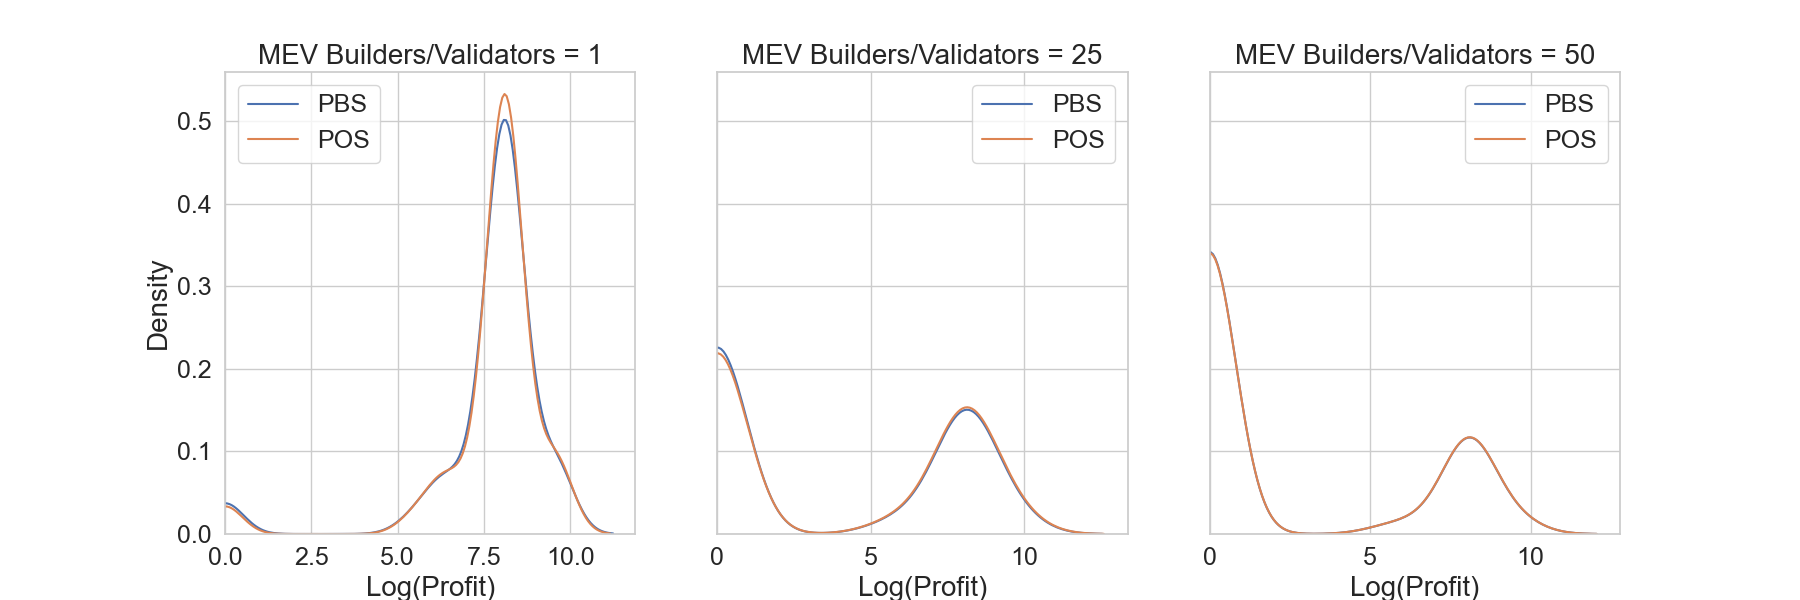 MEV Builders/Validators = 1
PBS
POS
0.5
0.4
0.3
0.2
0.1
0.0
Density
0.0 2.5 5.0 7.5 10.0
Log(Profit)
MEV Builders/Validators = 25
PBS
POS
0 5 10
Log(Profit)
MEV Builders/Validators = 50
PBS
POS
0 5 10
Log(Profit)